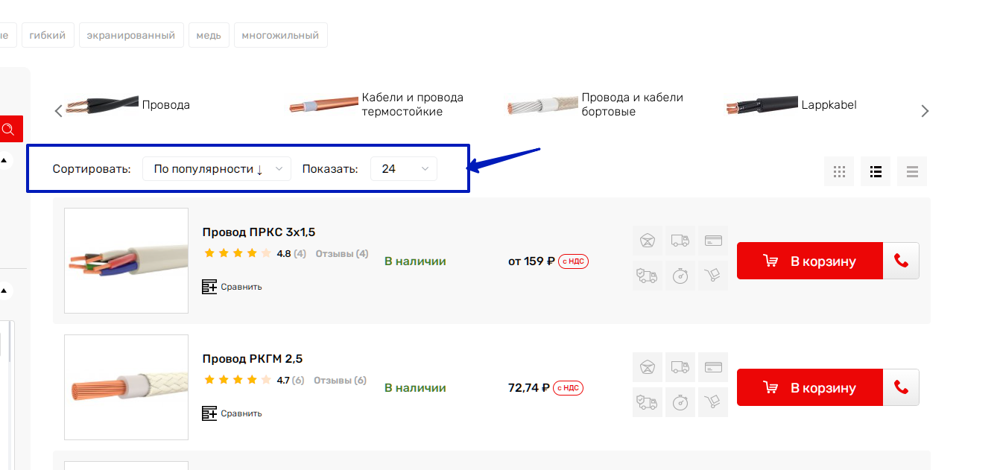 гибкий экранированный медь многожильный
Провода
Кабели и провода
термостойкие
Провода и кабели
бортовые
Lappkabel
Сортировать: По популярности ↓ Показать: 24
Провод ПРКС 3х1,5
4.8 (4) Отзывы (4)
В наличии
от 159 ₽ с НДС
В корзину
Сравнить
Провод РКГМ 2,5
4.7 (6) Отзывы (6)
В наличии
72,74 ₽ с НДС
В корзину
Сравнить